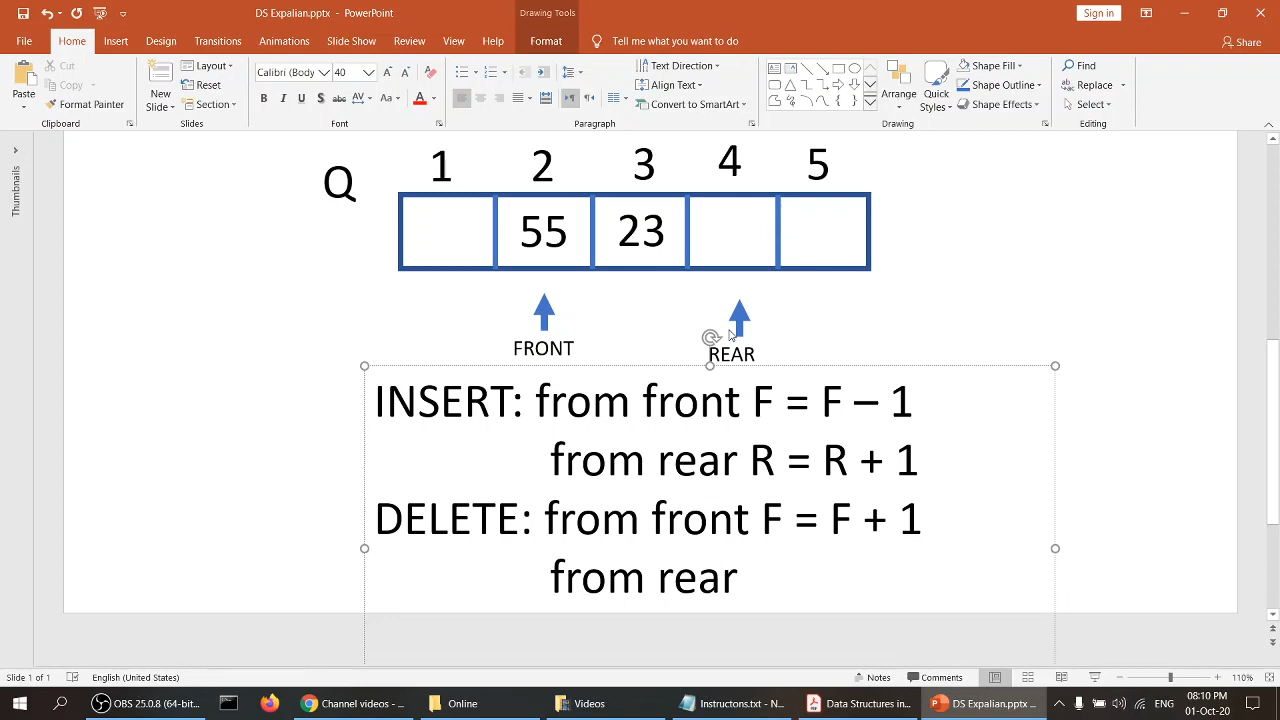 DS Expalian.pptx - PowerPoint
Drawing Tools
Sign in
File Home Insert Design Transitions Animations Slide Show Review View Help Format Tell me what you want to do Share
Paste
Cut
Copy
Format Painter
Clipboard
New Slide
Layout
Reset
Section
Slides
Calibri (Body 40
B I U S abc AV Aa A
Font
Text Direction
Align Text
Convert to SmartArt
Paragraph
Arrange
Quick Styles
Shape Fill
Shape Outline
Shape Effects
Drawing
Find
Replace
Select
Editing
Thumbnails
1 2 3 4 5
Q
55 23
FRONT
REAR
INSERT: from front F = F – 1
from rear R = R + 1
DELETE: from front F = F + 1
from rear
Slide 1 of 1 English (United States) Notes Comments 110%
OBS 25.0.8 (64-bit... Channel videos - ... Online Videos Instructons.txt - N... Data Structures in... DS Expalian.pptx ... 08:10 PM
01-Oct-20